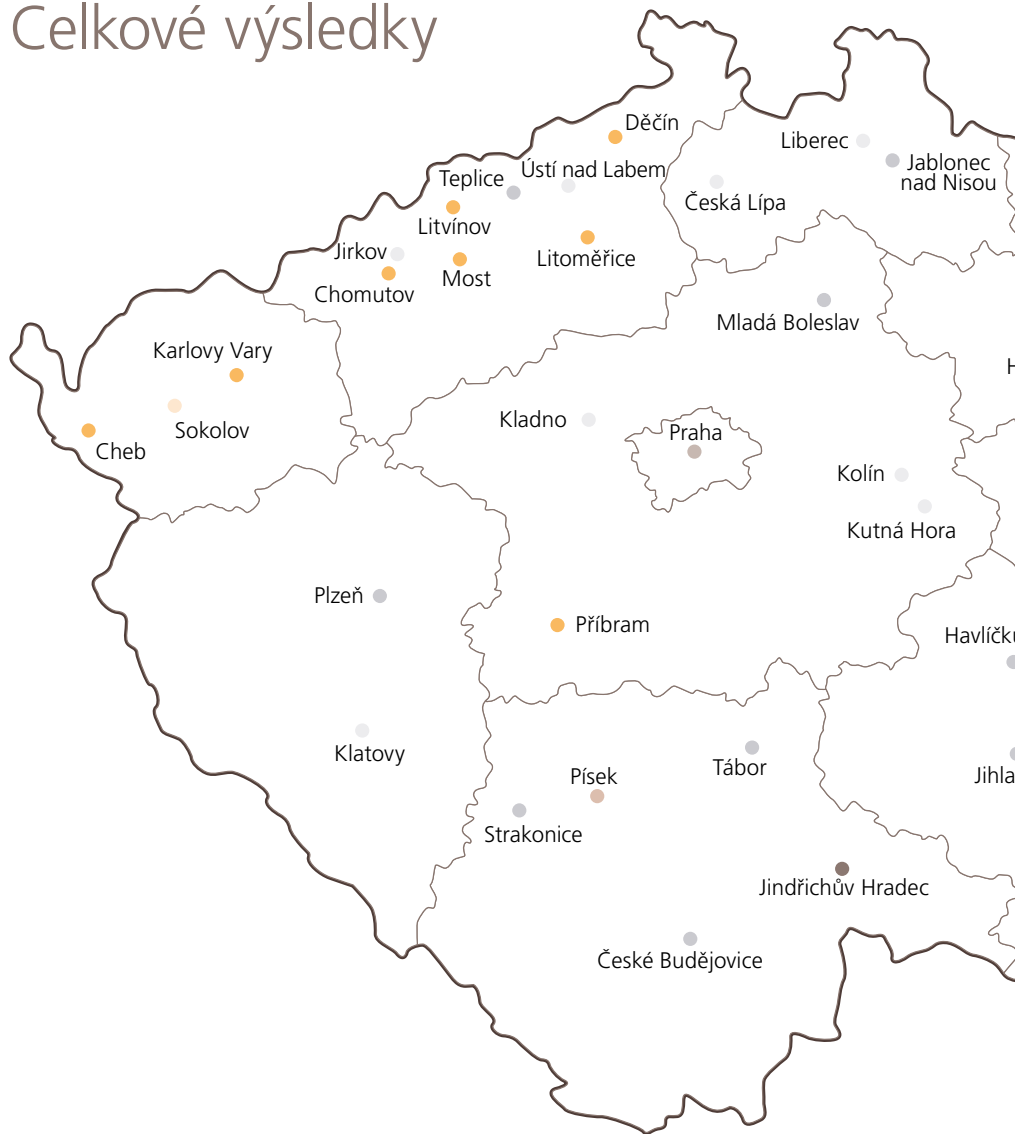 Celkové výsledky
Děčín
Liberec
Jablonec
nad Nisou
Ústí nad Labem
Teplice
Česká Lípa
Litvínov
Jirkov
Litoměřice
Most
Chomutov
Mladá Boleslav
Karlovy Vary
H
Kladno
Sokolov
Praha
Cheb
Kolín
Kutná Hora
Plzeň
Příbram
Havlíčků
Klatovy
Tábor
Písek
Jihla
Strakonice
Jindřichův Hradec
České Budějovice